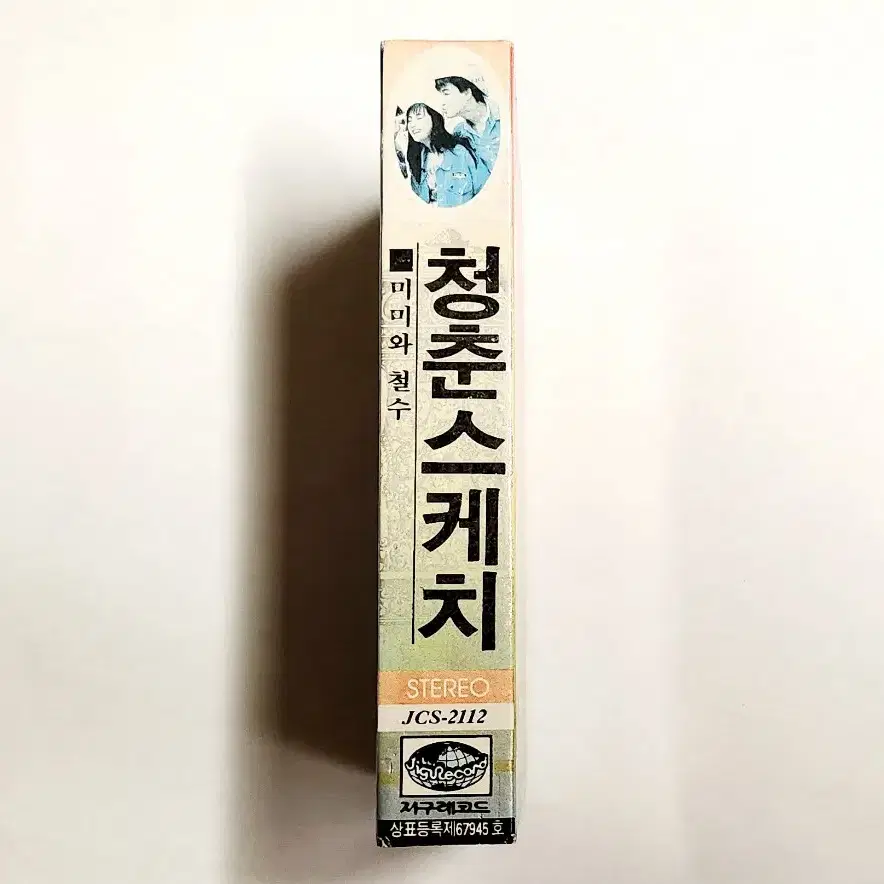 청춘스케치
미미와 철수
STEREO
JCS-2112
JiguRecord
지구레코드
상표등록제67945호